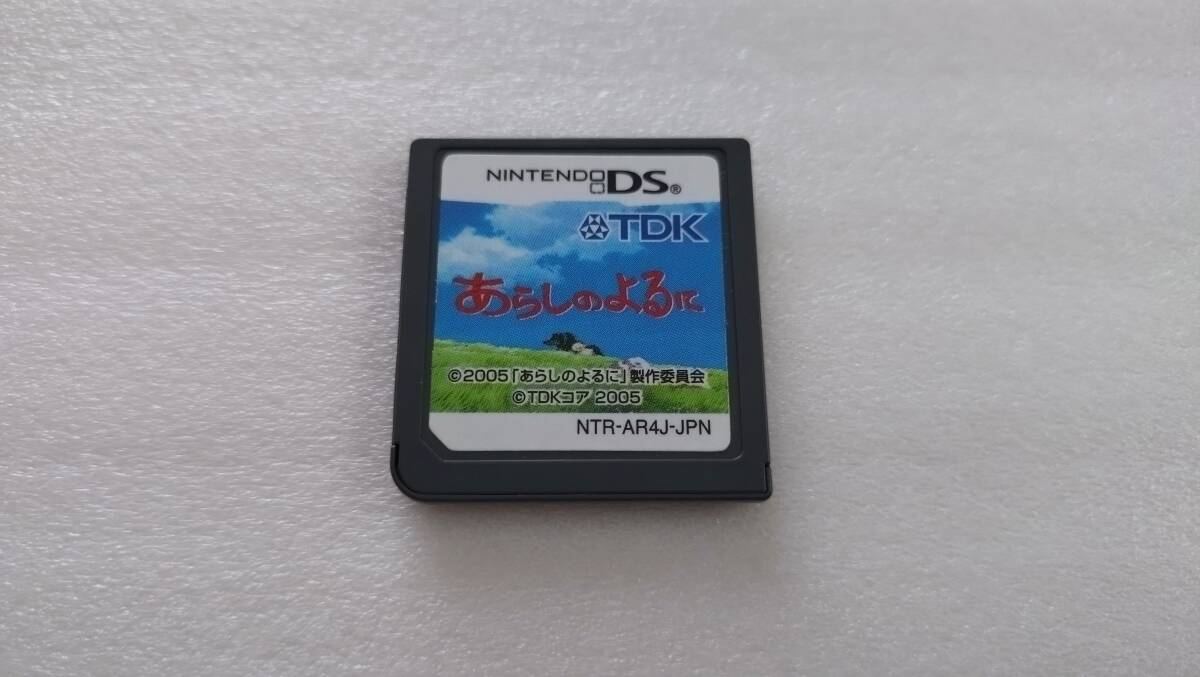 NINTENDO DS®
TDK
あらしのよるに
©2005「あらしのよるに」製作委員会
©TDKコア 2005
NTR-AR4J-JPN